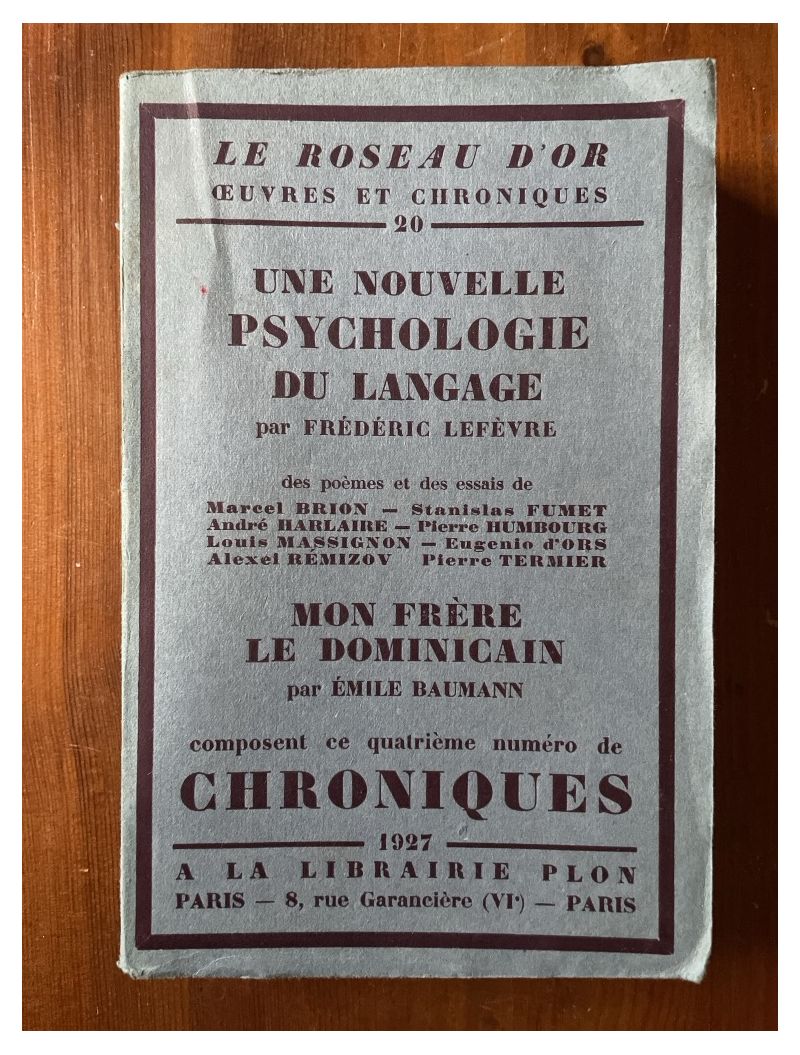 LE ROSEAU D'OR
ŒUVRES ET CHRONIQUES
20
UNE NOUVELLE
PSYCHOLOGIE
DU LANGAGE
par FRÉDÉRIC LEFÈVRE
des poèmes et des essais de
Marcel BRION — Stanislas FUMET
André HARLAIRE — Pierre HUMBOURG
Louis MASSIGNON — Eugenio d'ORS
Alexei RÉMIZOV Pierre TERMIER
MON FRÈRE
LE DOMINICAIN
par ÉMILE BAUMANN
composent ce quatrième numéro de
CHRONIQUES
1927
A LA LIBRAIRIE PLON
PARIS — 8, rue Garancière (VIᵉ) — PARIS